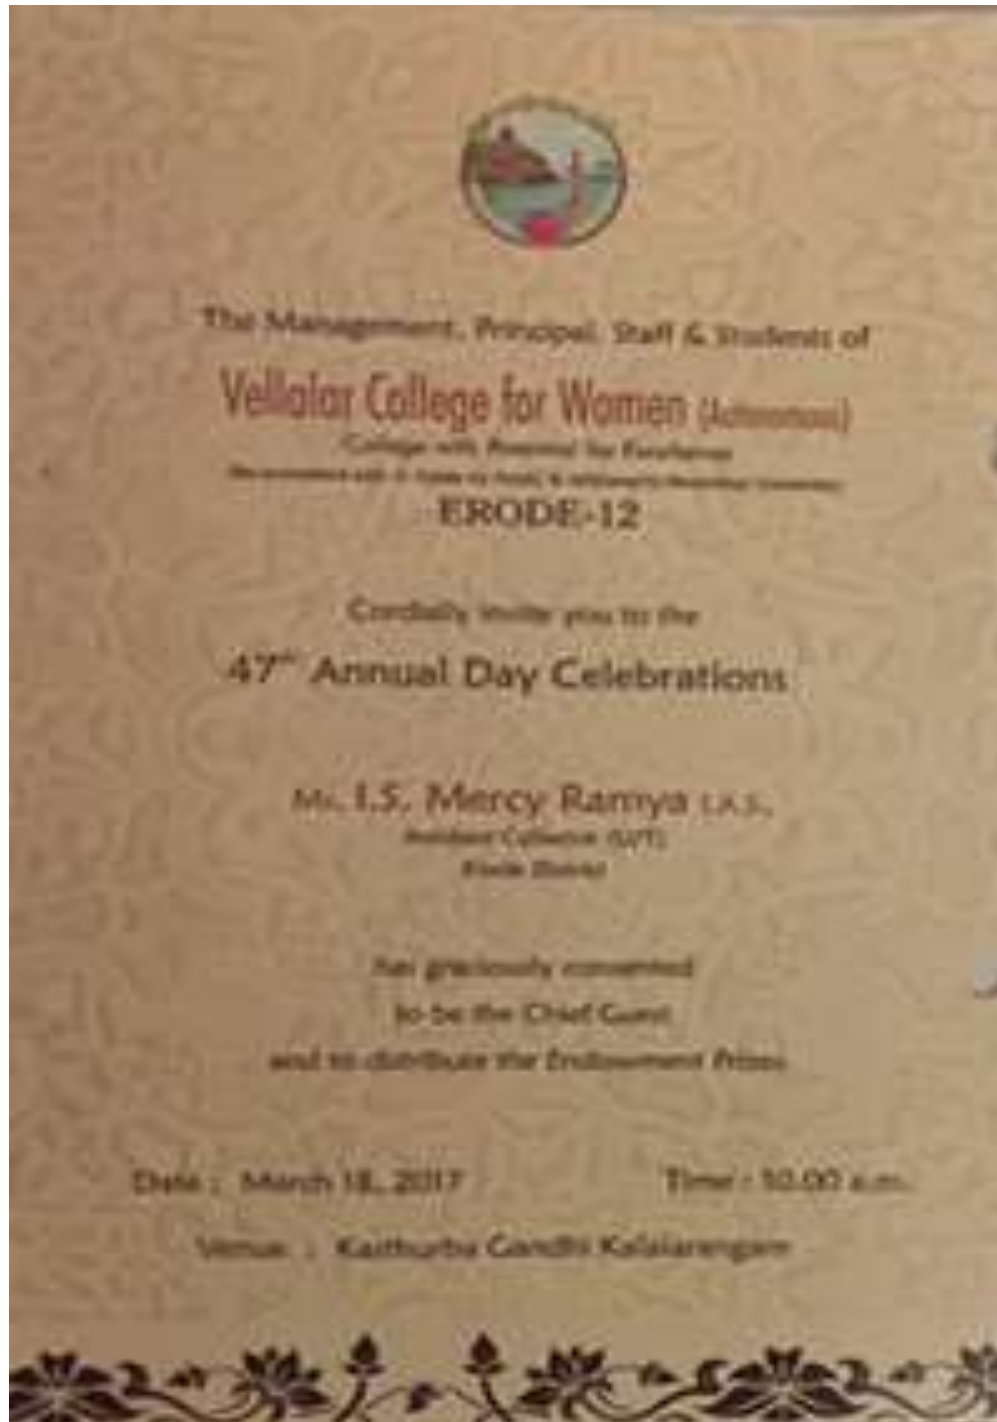 The Management, Principal, Staff & Students of
Vellalar College for Women (Autonomous)
College with Potential for Excellence
ERODE-12
Cordially invite you to the
47th Annual Day Celebrations
Ms. I.S. Mercy Ramya I.A.S.,
Assistant Collector (U/T)
Erode District
has graciously consented
to be the Chief Guest
and to distribute the Endowment Prizes
Date : March 18, 2017 Time : 10.00 a.m.
Venue : Kasthurba Gandhi Kalaiarangam